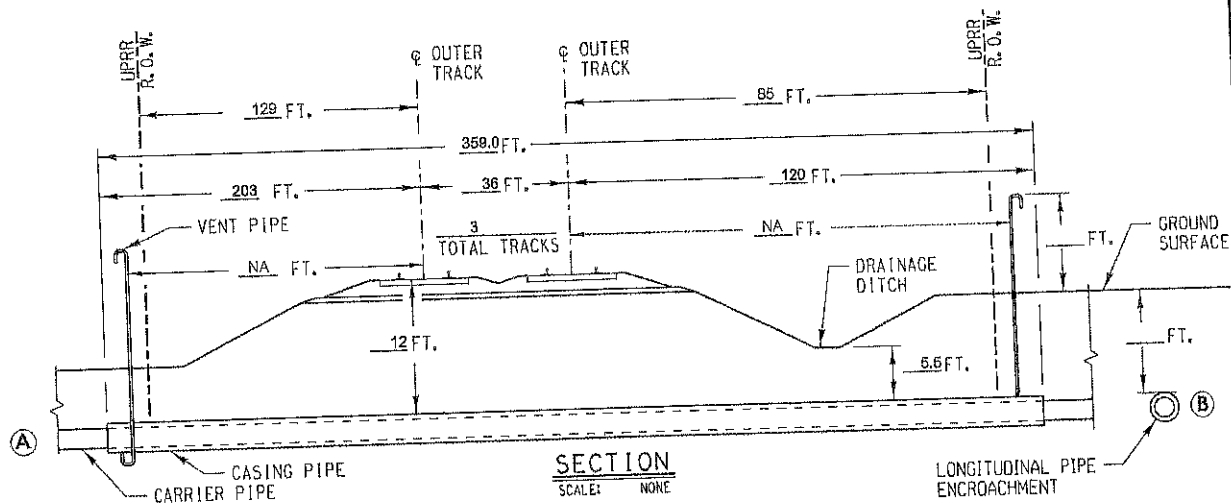 UPRR
R.O.W.
℄ OUTER
TRACK
℄ OUTER
TRACK
UPRR
R.O.W.
129 FT.
85 FT.
359.0 FT.
203 FT.
36 FT.
120 FT.
VENT PIPE
3
TOTAL TRACKS
NA FT.
NA FT.
FT.
GROUND
SURFACE
DRAINAGE
DITCH
12 FT.
5.5 FT.
FT.
A
B
CASING PIPE
CARRIER PIPE
SECTION
SCALE: NONE
LONGITUDINAL PIPE
ENCROACHMENT